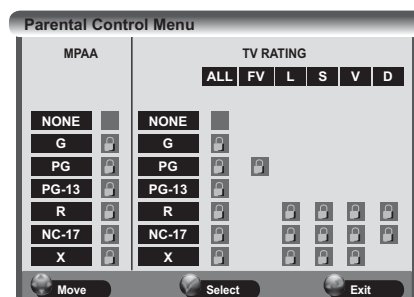 Parental Control Menu
MPAA TV RATING
ALL FV L S V D
NONE NONE
G G
PG PG
PG-13 PG-13
R R
NC-17 NC-17
X X
Move Select Exit